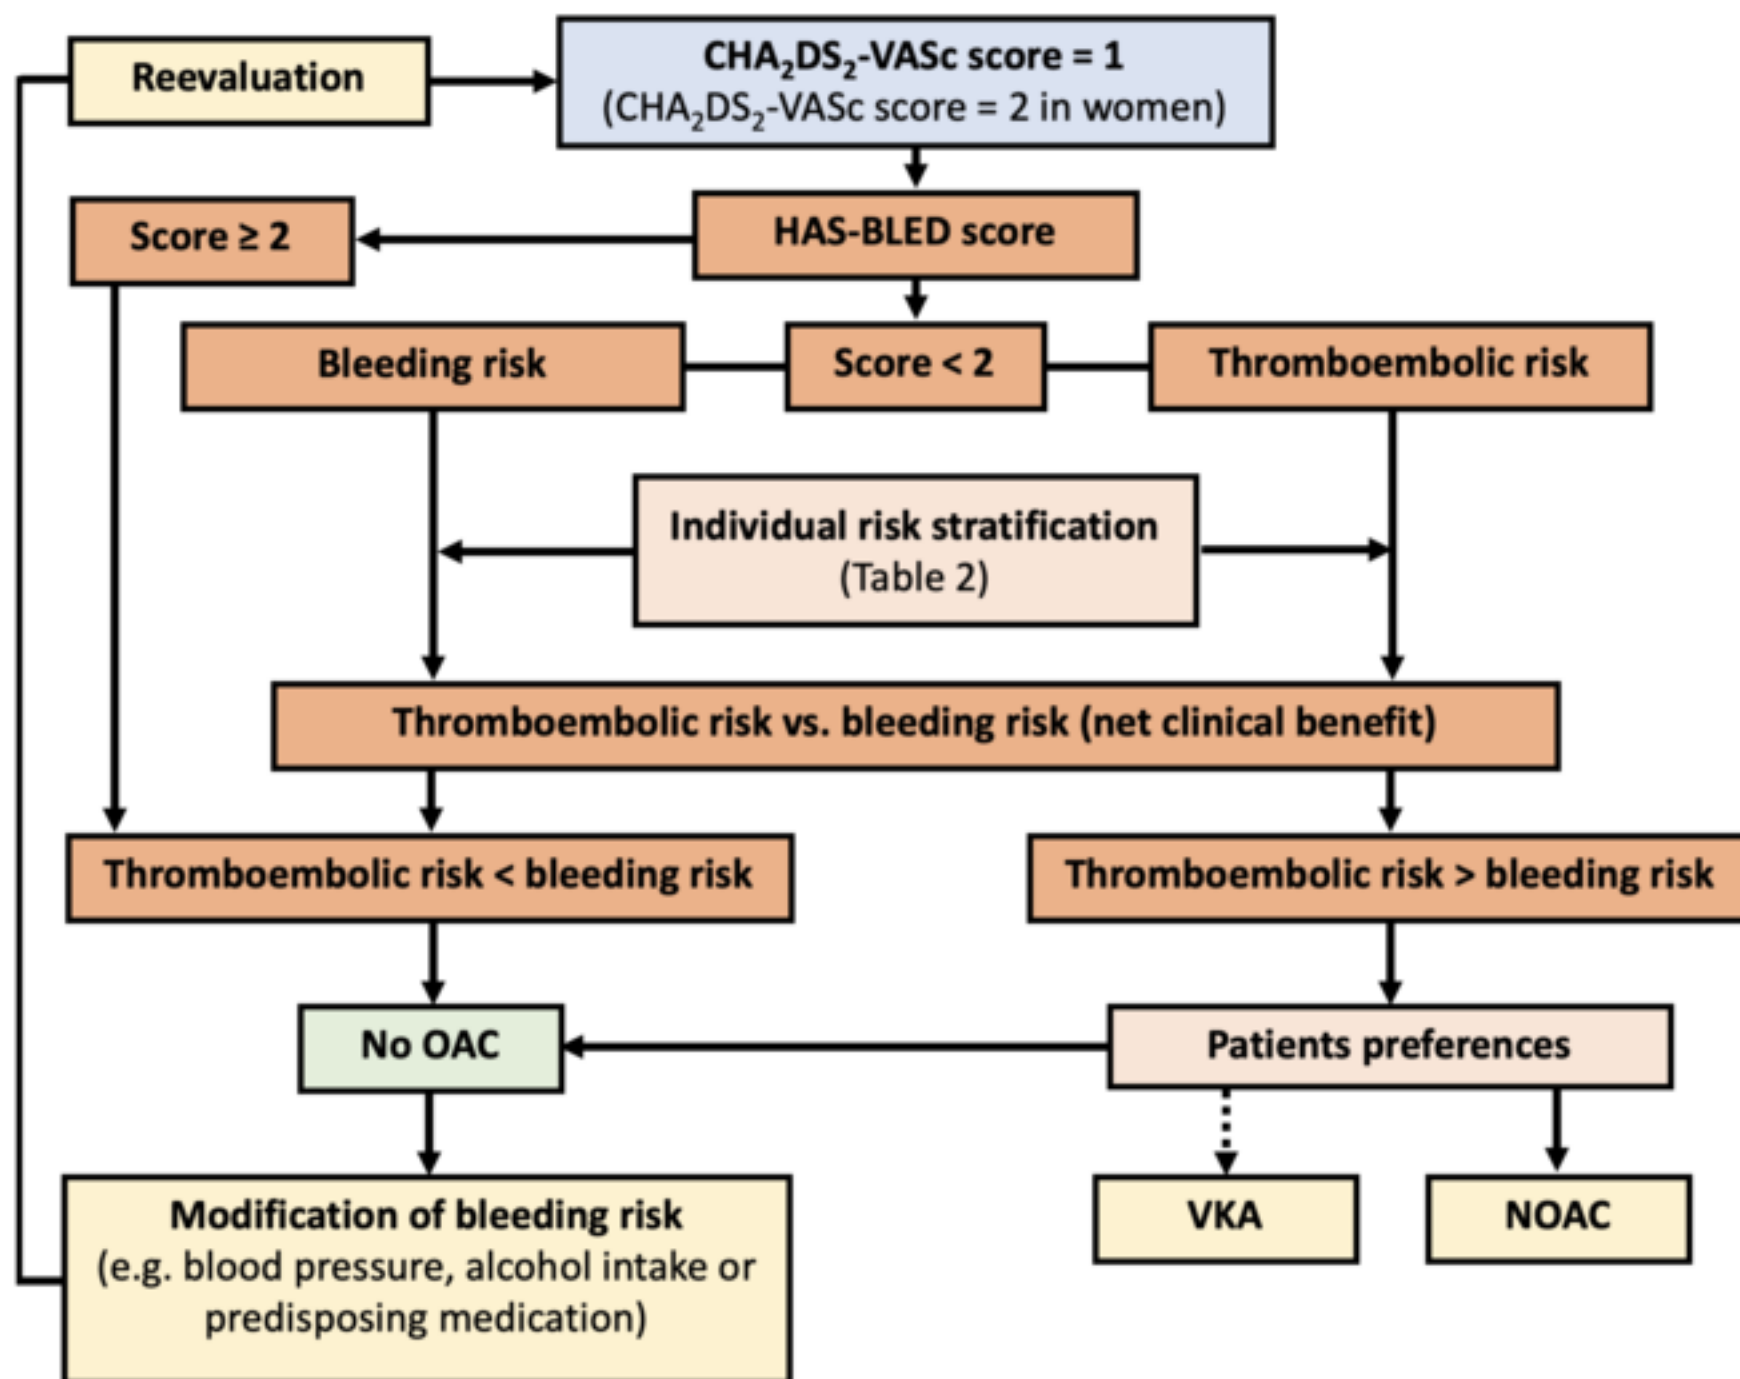 Reevaluation
CHA₂DS₂-VASc score = 1
(CHA₂DS₂-VASc score = 2 in women)
Score ≥ 2
HAS-BLED score
Bleeding risk
Score < 2
Thromboembolic risk
Individual risk stratification
(Table 2)
Thromboembolic risk vs. bleeding risk (net clinical benefit)
Thromboembolic risk < bleeding risk
Thromboembolic risk > bleeding risk
No OAC
Patients preferences
Modification of bleeding risk
(e.g. blood pressure, alcohol intake or
predisposing medication)
VKA
NOAC